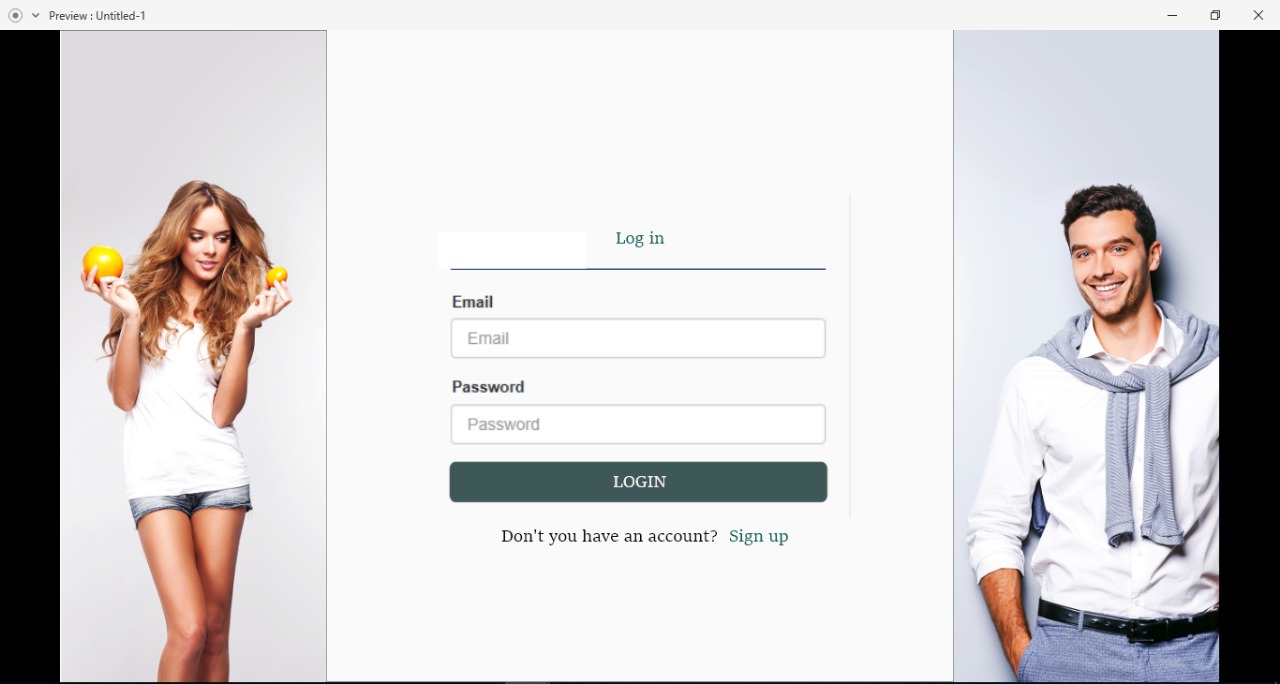 Preview : Untitled-1
Log in
Email
Email
Password
Password
LOGIN
Don't you have an account? Sign up